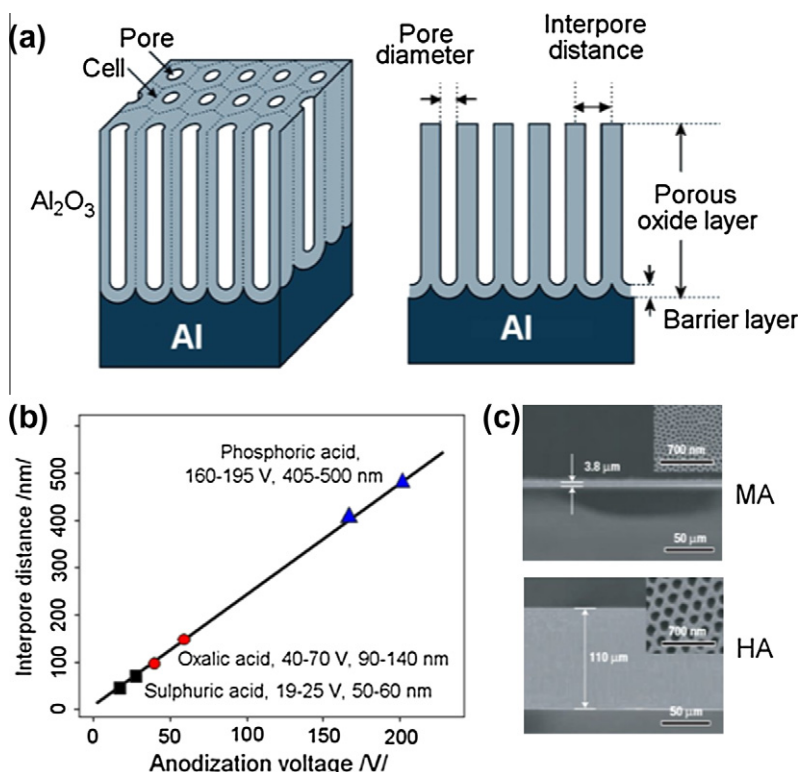 (a)
Pore
Cell
Al2O3
Al
Pore
diameter
Interpore
distance
Porous
oxide layer
Barrier layer
Al
(b)
Interpore distance /nm/
500
400
300
200
100
0
Phosphoric acid,
160-195 V, 405-500 nm
Oxalic acid, 40-70 V, 90-140 nm
Sulphuric acid, 19-25 V, 50-60 nm
0
50
100
150
200
Anodization voltage /V/
(c)
3.8 µm
700 nm
50 µm
MA
110 µm
700 nm
50 µm
HA